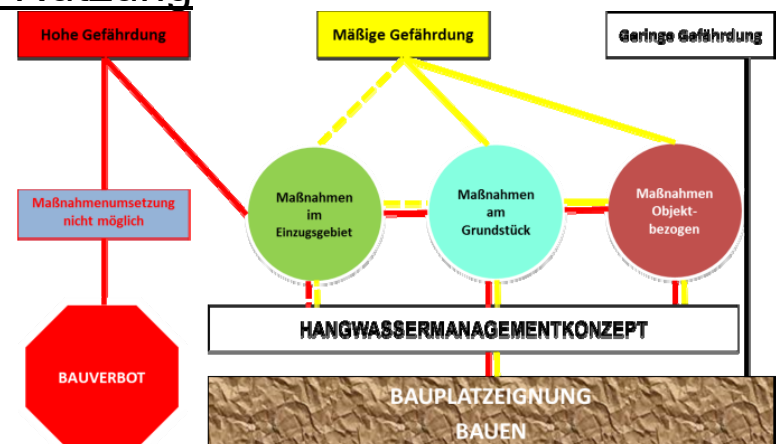 Nutzung
Hohe Gefährdung
Mäßige Gefährdung
Geringe Gefährdung
Maßnahmenumsetzung
nicht möglich
Maßnahmen
im
Einzugsgebiet
Maßnahmen
am
Grundstück
Maßnahmen
Objekt-
bezogen
HANGWASSERMANAGEMENTKONZEPT
BAUVERBOT
BAUPLATZEIGNUNG
BAUEN